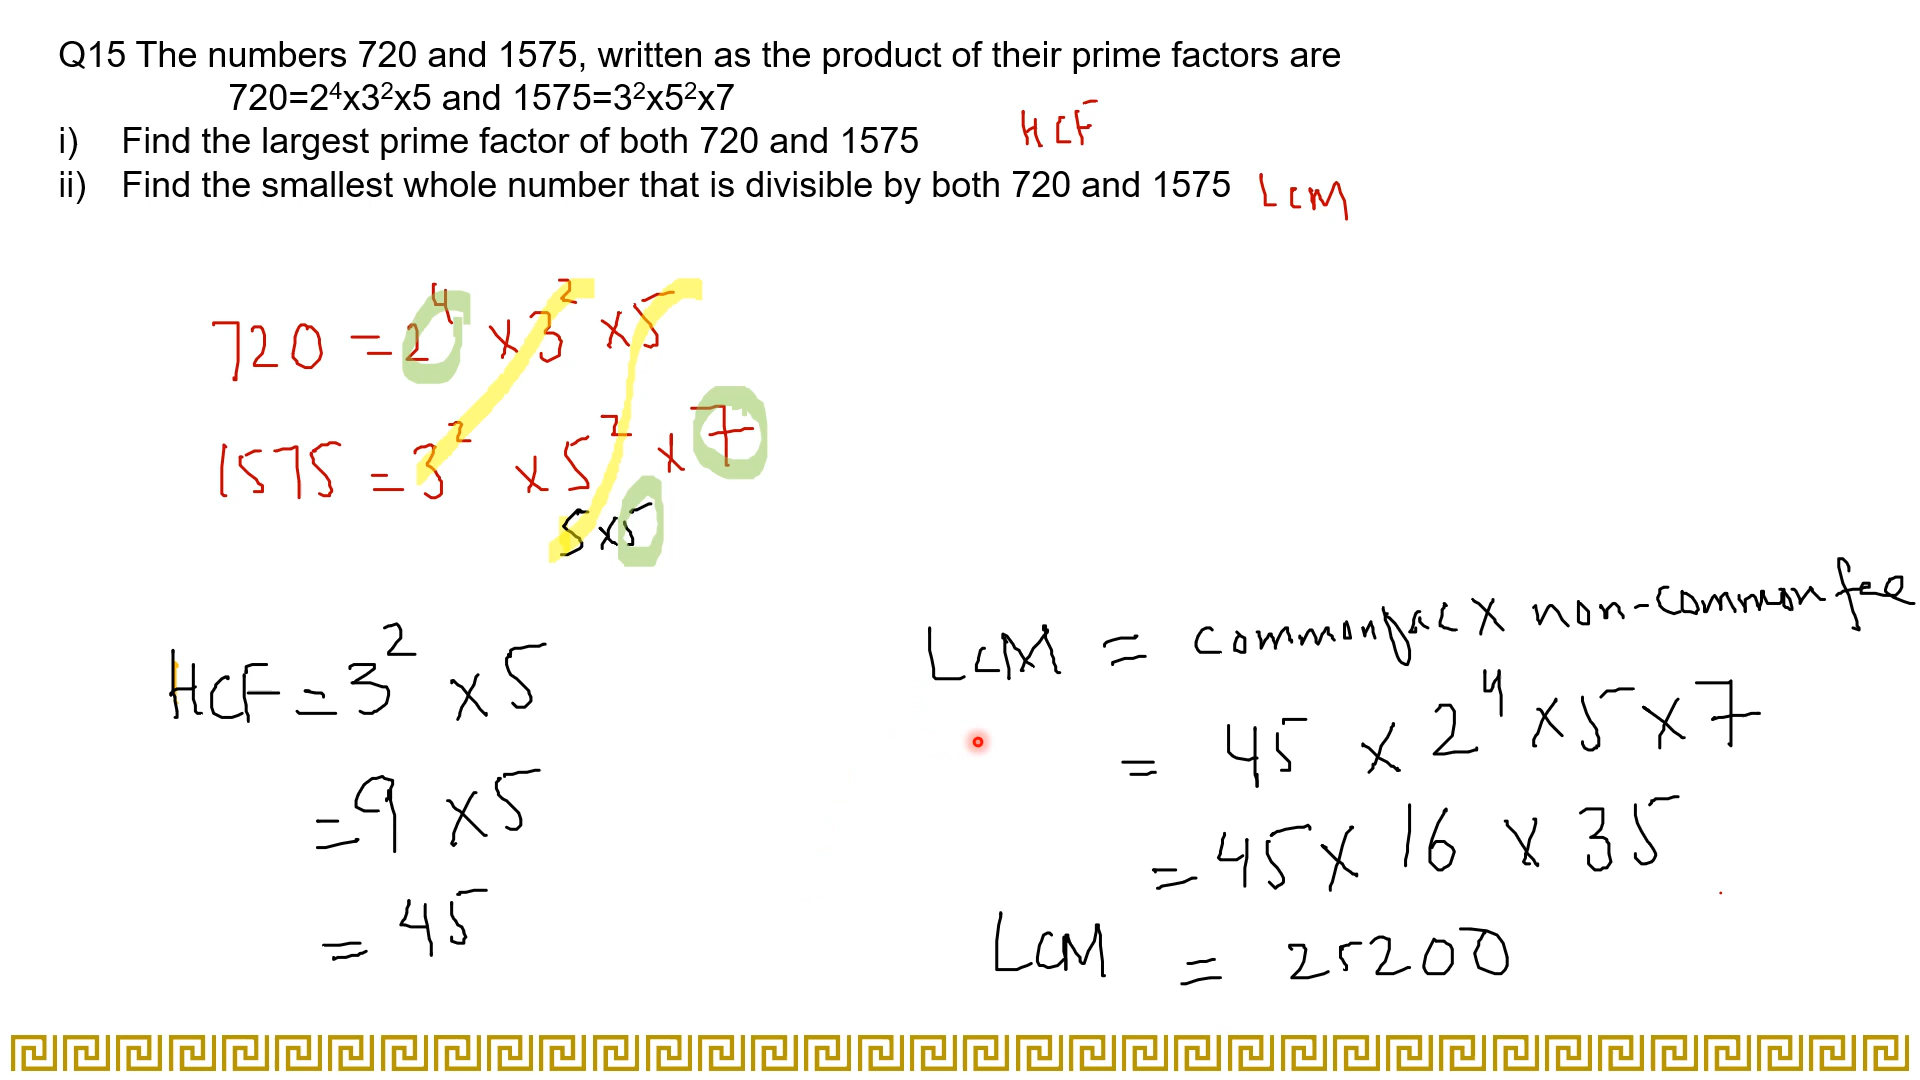 Q15 The numbers 720 and 1575, written as the product of their prime factors are
720=2⁴x3²x5 and 1575=3²x5²x7
i) Find the largest prime factor of both 720 and 1575 HCF
ii) Find the smallest whole number that is divisible by both 720 and 1575 LCM
720 = 2⁴ x 3² x 5
1575 = 3² x 5² x 7
5 x 5
HCF = 3² x 5
= 9 x 5
= 45
LCM = common fac x non-common fac
= 45 x 2⁴ x 5 x 7
= 45 x 16 x 35
LCM = 25200